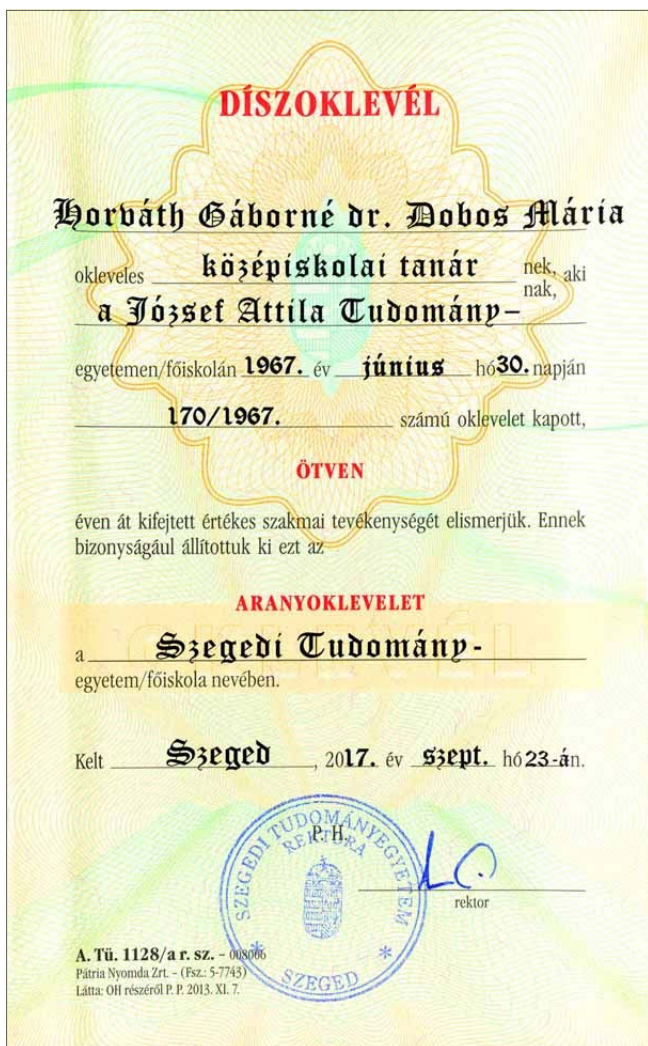 DÍSZOKLEVÉL
Horváth Gáborné dr. Dobos Mária
okleveles középiskolai tanár nek, aki
nak,
a József Attila Tudomány-
egyetemen/főiskolán 1967. év június hó 30. napján
170/1967. számú oklevelet kapott,
ÖTVEN
éven át kifejtett értékes szakmai tevékenységét elismerjük. Ennek
bizonyságául állítottuk ki ezt az
ARANYOKLEVELET
a Szegedi Tudomány-
egyetem/főiskola nevében.
Kelt Szeged, 2017. év szept. hó 23-án.
P. H.
SZEGEDI TUDOMÁNYEGYETEM
REKTORA
SZEGED
rektor
A. Tü. 1128/a r. sz. – 008066
Pátria Nyomda Zrt. – (Fsz.: 5-7743)
Látta: OH részéről P. P. 2013. XI. 7.